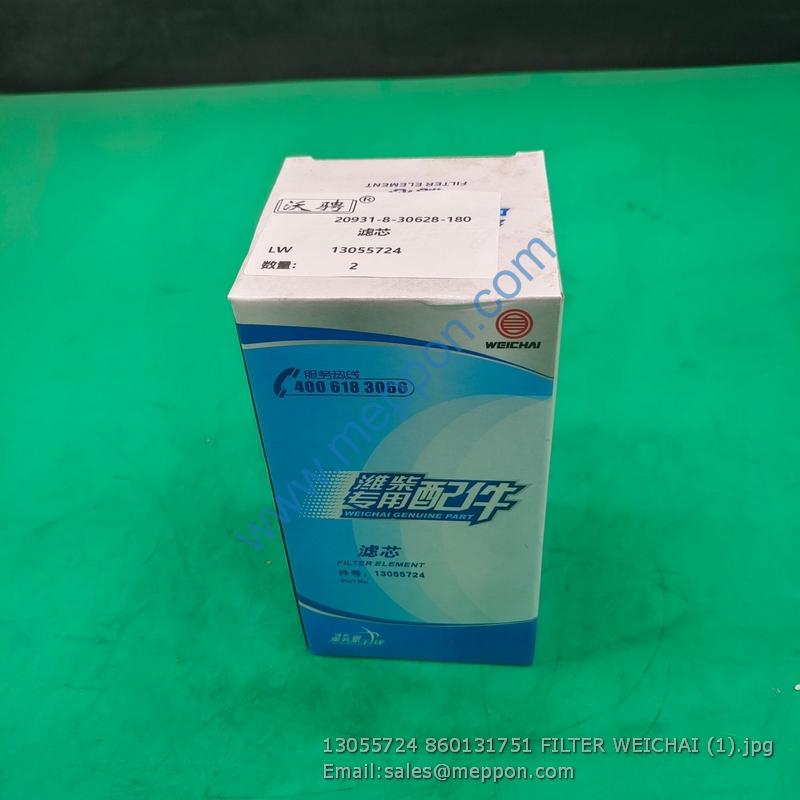 FILTER ELEMENT
沃骋®
20931-8-30628-180
滤芯
LW 13055724
数量: 2
WEICHAI
服务热线
400 618 3066
www.meppon.com
潍柴
专用配件
WEICHAI GENUINE PART
滤芯
FILTER ELEMENT
件号: 13055724
Part No
13055724 860131751 FILTER WEICHAI (1).jpg
Email:sales@meppon.com